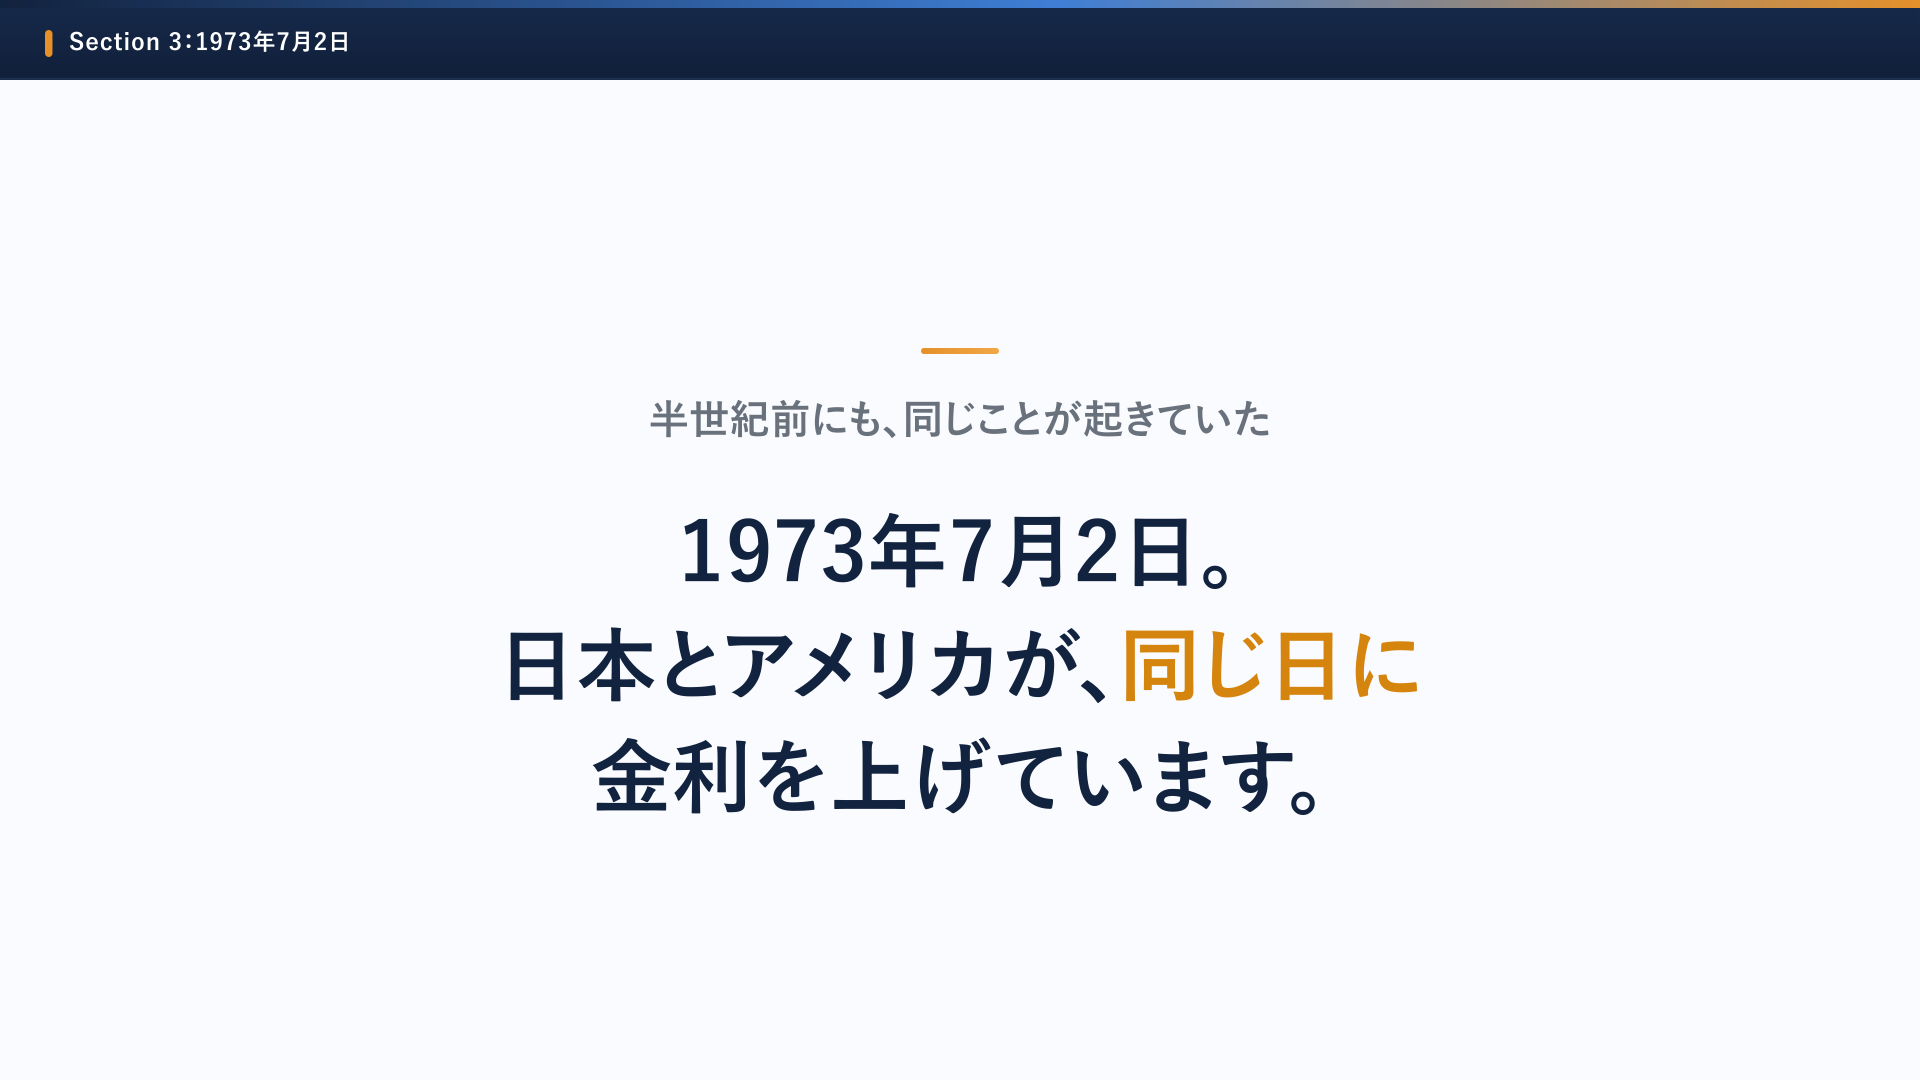 Section 3：1973年7月2日
半世紀前にも、同じことが起きていた
1973年7月2日。
日本とアメリカが、同じ日に
金利を上げています。